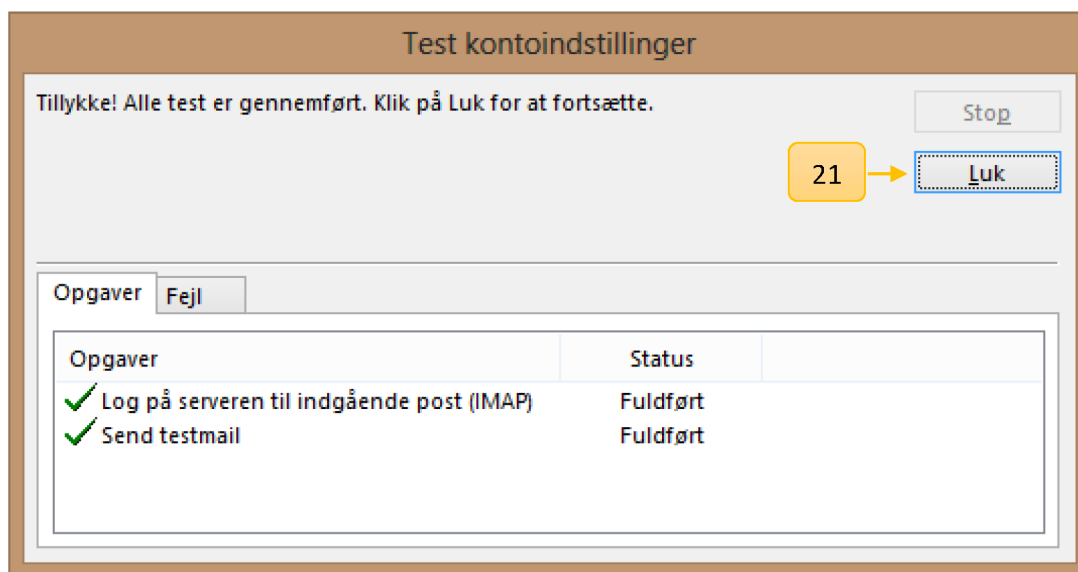 Test kontoindstillinger
Tillykke! Alle test er gennemført. Klik på Luk for at fortsætte.
Stop
21
Luk
Opgaver
Fejl
Opgaver Status
Log på serveren til indgående post (IMAP) Fuldført
Send testmail Fuldført